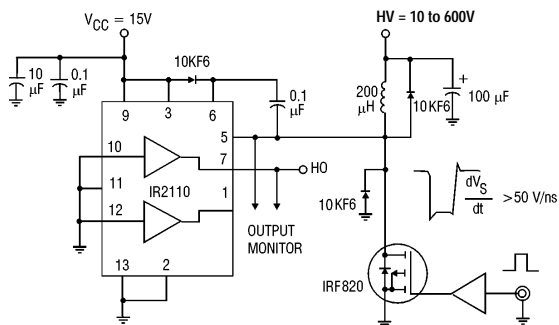 V_CC = 15V
HV = 10 to 600V
10 μF
0.1 μF
10KF6
0.1 μF
200 μH
10KF6
+
100 μF
9
3
6
5
10
7
HO
11
IR2110
1
12
OUTPUT MONITOR
10KF6
dV_S
dt
>50 V/ns
13
2
IRF820